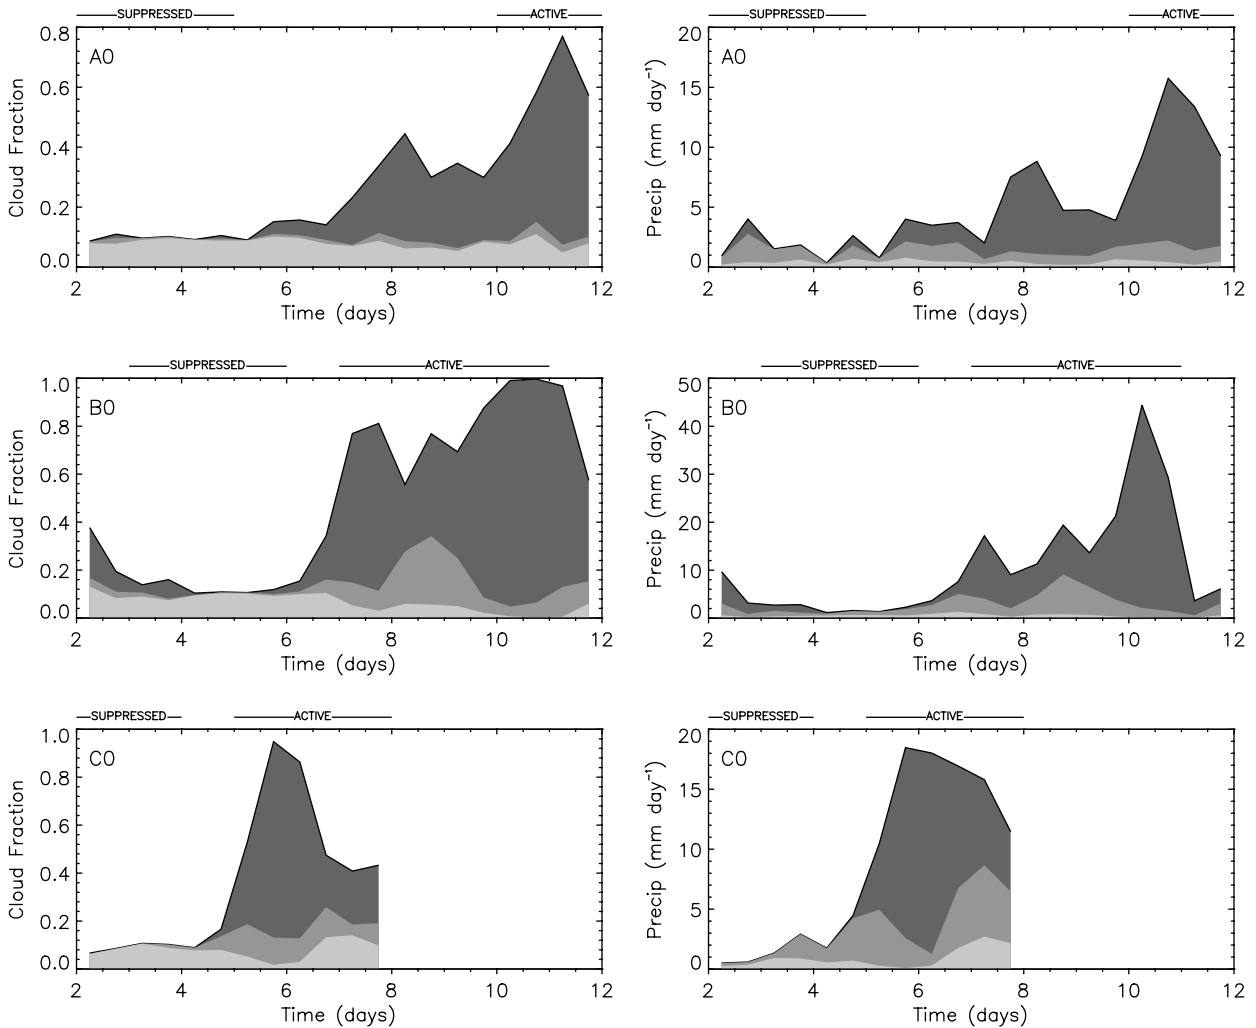 SUPPRESSED ACTIVE
A0
Cloud Fraction
0.8
0.6
0.4
0.2
0.0
2 4 6 8 10 12
Time (days)
SUPPRESSED ACTIVE
A0
Precip (mm day⁻¹)
20
15
10
5
0
2 4 6 8 10 12
Time (days)
SUPPRESSED ACTIVE
B0
Cloud Fraction
1.0
0.8
0.6
0.4
0.2
0.0
2 4 6 8 10 12
Time (days)
SUPPRESSED ACTIVE
B0
Precip (mm day⁻¹)
50
40
30
20
10
0
2 4 6 8 10 12
Time (days)
SUPPRESSED ACTIVE
C0
Cloud Fraction
1.0
0.8
0.6
0.4
0.2
0.0
2 4 6 8 10 12
Time (days)
SUPPRESSED ACTIVE
C0
Precip (mm day⁻¹)
20
15
10
5
0
2 4 6 8 10 12
Time (days)